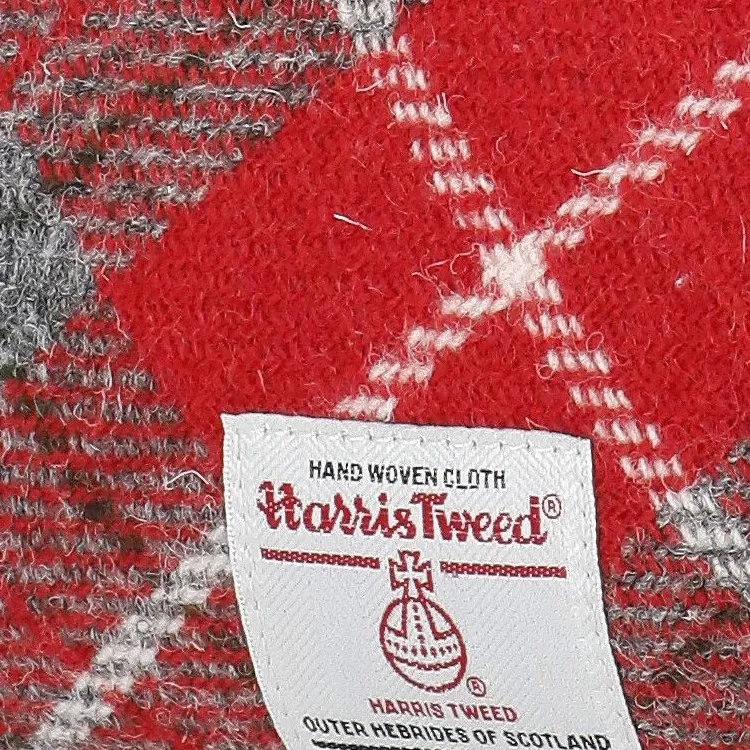 HAND WOVEN CLOTH
Harris Tweed®
®
HARRIS TWEED
OUTER HEBRIDES OF SCOTLAND